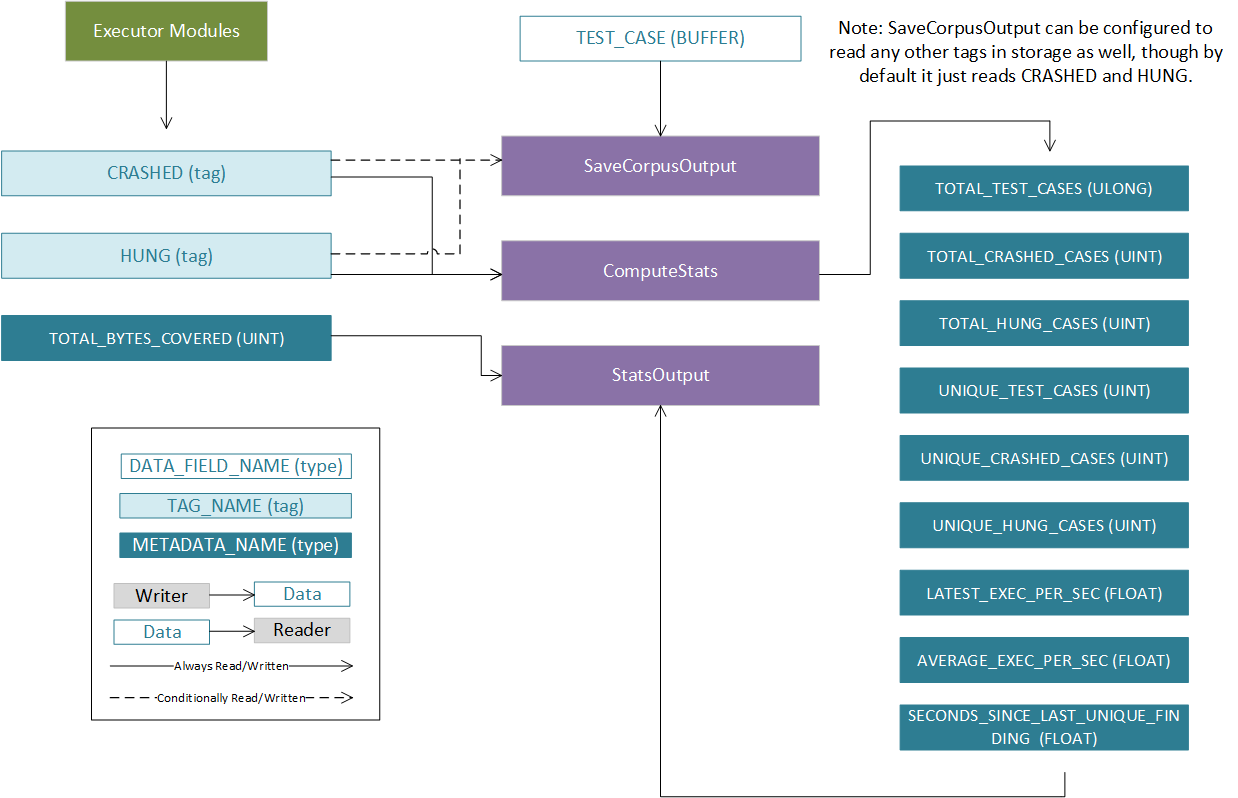 Executor Modules
TEST_CASE (BUFFER)
Note: SaveCorpusOutput can be configured to
read any other tags in storage as well, though by
default it just reads CRASHED and HUNG.
CRASHED (tag)
SaveCorpusOutput
TOTAL_TEST_CASES (ULONG)
HUNG (tag)
ComputeStats
TOTAL_CRASHED_CASES (UINT)
TOTAL_HUNG_CASES (UINT)
TOTAL_BYTES_COVERED (UINT)
StatsOutput
UNIQUE_TEST_CASES (UINT)
UNIQUE_CRASHED_CASES (UINT)
UNIQUE_HUNG_CASES (UINT)
LATEST_EXEC_PER_SEC (FLOAT)
AVERAGE_EXEC_PER_SEC (FLOAT)
SECONDS_SINCE_LAST_UNIQUE_FIN
DING (FLOAT)
DATA_FIELD_NAME (type)
TAG_NAME (tag)
METADATA_NAME (type)
Writer
Data
Data
Reader
Always Read/Written
Conditionally Read/Written